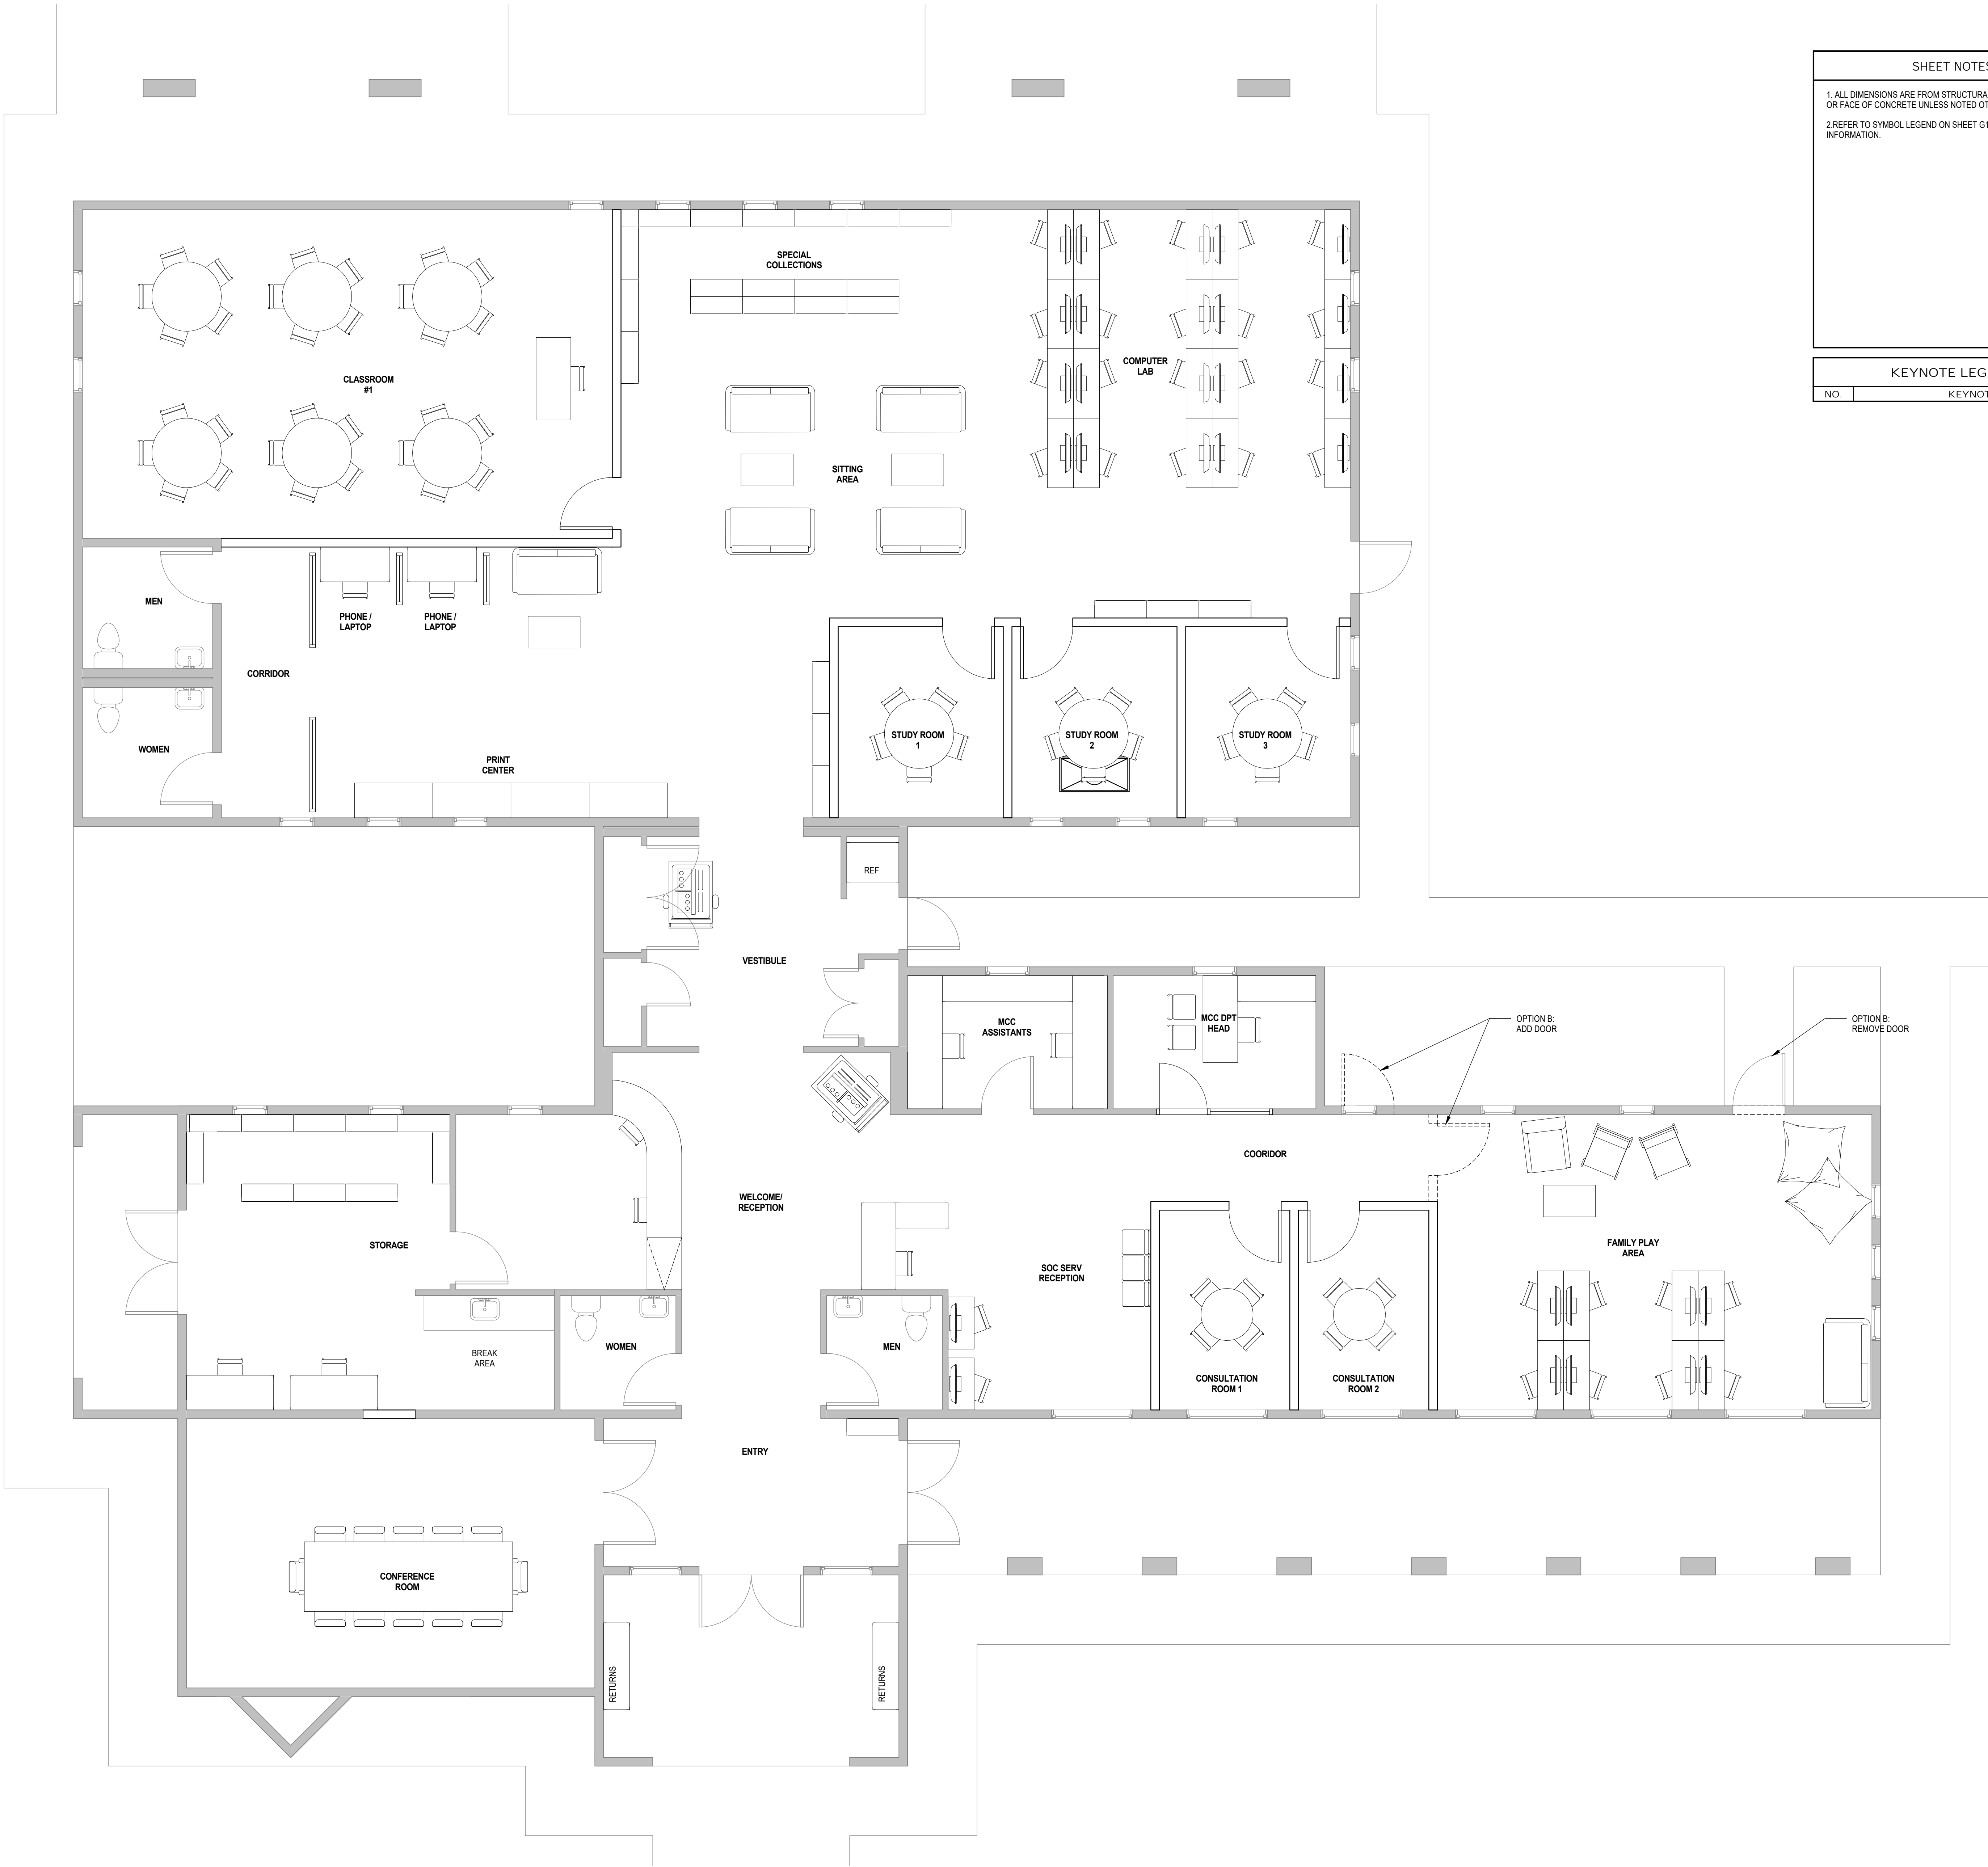 SHEET NOTES
1. ALL DIMENSIONS ARE FROM STRUCTURA
OR FACE OF CONCRETE UNLESS NOTED OT
2.REFER TO SYMBOL LEGEND ON SHEET G1
INFORMATION.
KEYNOTE LEG
NO.
KEYNOT
SPECIAL
COLLECTIONS
COMPUTER
LAB
CLASSROOM
#1
SITTING
AREA
MEN
PHONE /
LAPTOP
PHONE /
LAPTOP
CORRIDOR
WOMEN
PRINT
CENTER
STUDY ROOM
1
STUDY ROOM
2
STUDY ROOM
3
REF
VESTIBULE
MCC
ASSISTANTS
MCC DPT
HEAD
OPTION B:
ADD DOOR
OPTION B:
REMOVE DOOR
COORIDOR
WELCOME/
RECEPTION
STORAGE
FAMILY PLAY
AREA
SOC SERV
RECEPTION
BREAK
AREA
WOMEN
MEN
CONSULTATION
ROOM 1
CONSULTATION
ROOM 2
ENTRY
CONFERENCE
ROOM
RETURNS
RETURNS